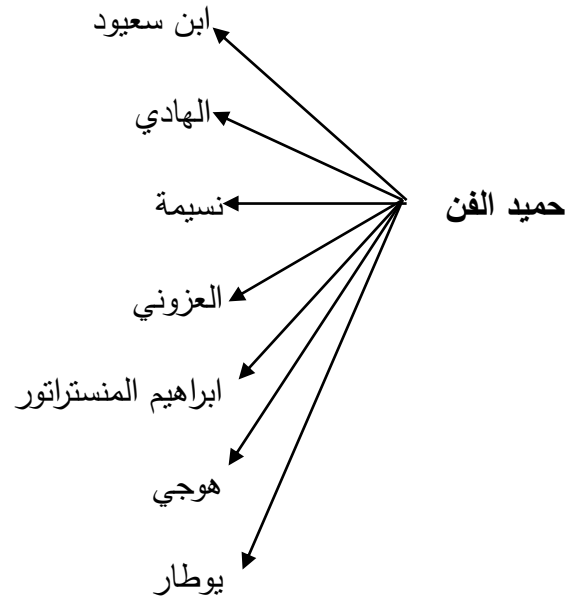 ابن سعيود
الهادي
نسيمة
حميد الفن
العزوني
ابراهيم المنستراتور
هوجي
يوطار